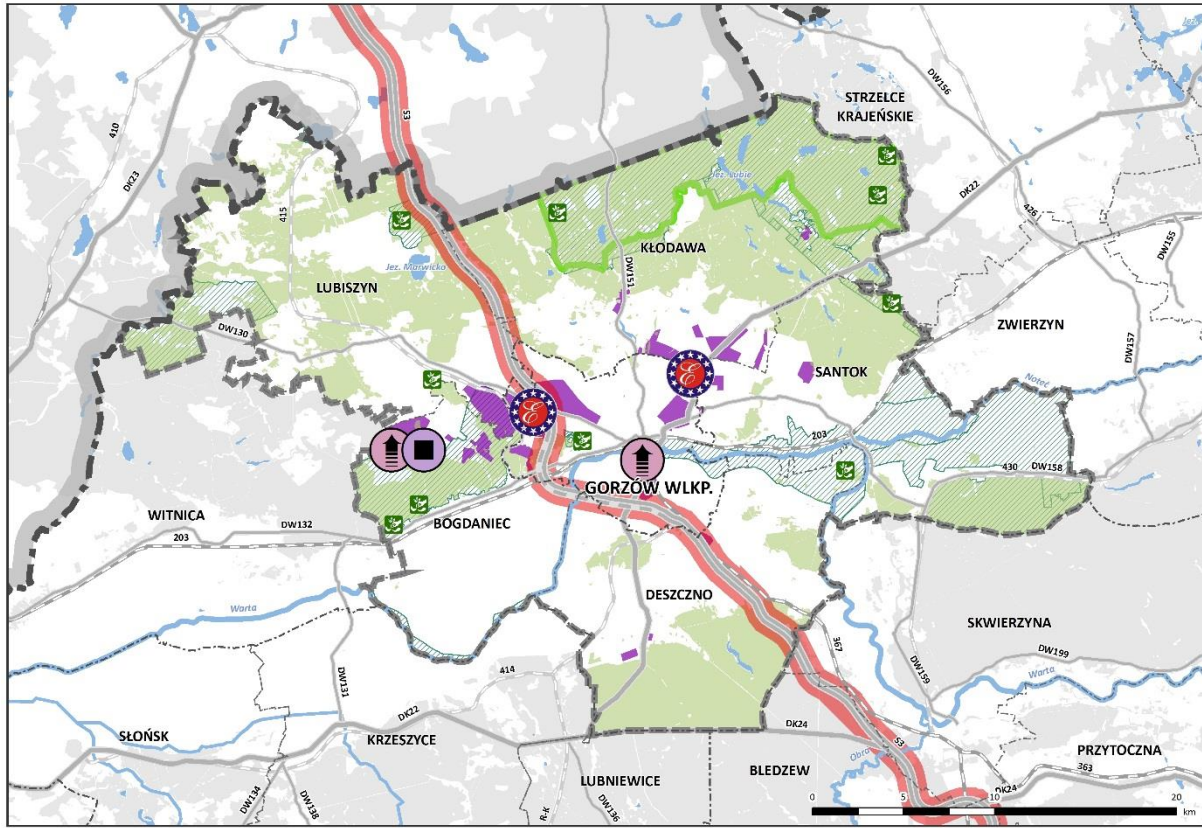 Jez.
DW156
S3
STRZELCE
KRAJEŃSKIE
410
DK23
DK22
Jez. Lubie
415
426
DW155
KŁODAWA
DW151
Jez. Marwicko
LUBISZYN
ZWIERZYN
DW130
DW157
SANTOK
Noteć
203
430
DW158
GORZÓW WLKP.
WITNICA
DW132
203
BOGDANIEC
DESZCZNO
Warta
SKWIERZYNA
367
DW199
DW159
Warta
414
DW131
DK22
DK24
S3
SŁOŃSK
KRZESZYCE
Obra
PRZYTOCZNA
363
LUBNIEWICE
BLEDZEW
DK24
DW134
DW138
R-K
DW136
0
5
10
20
km